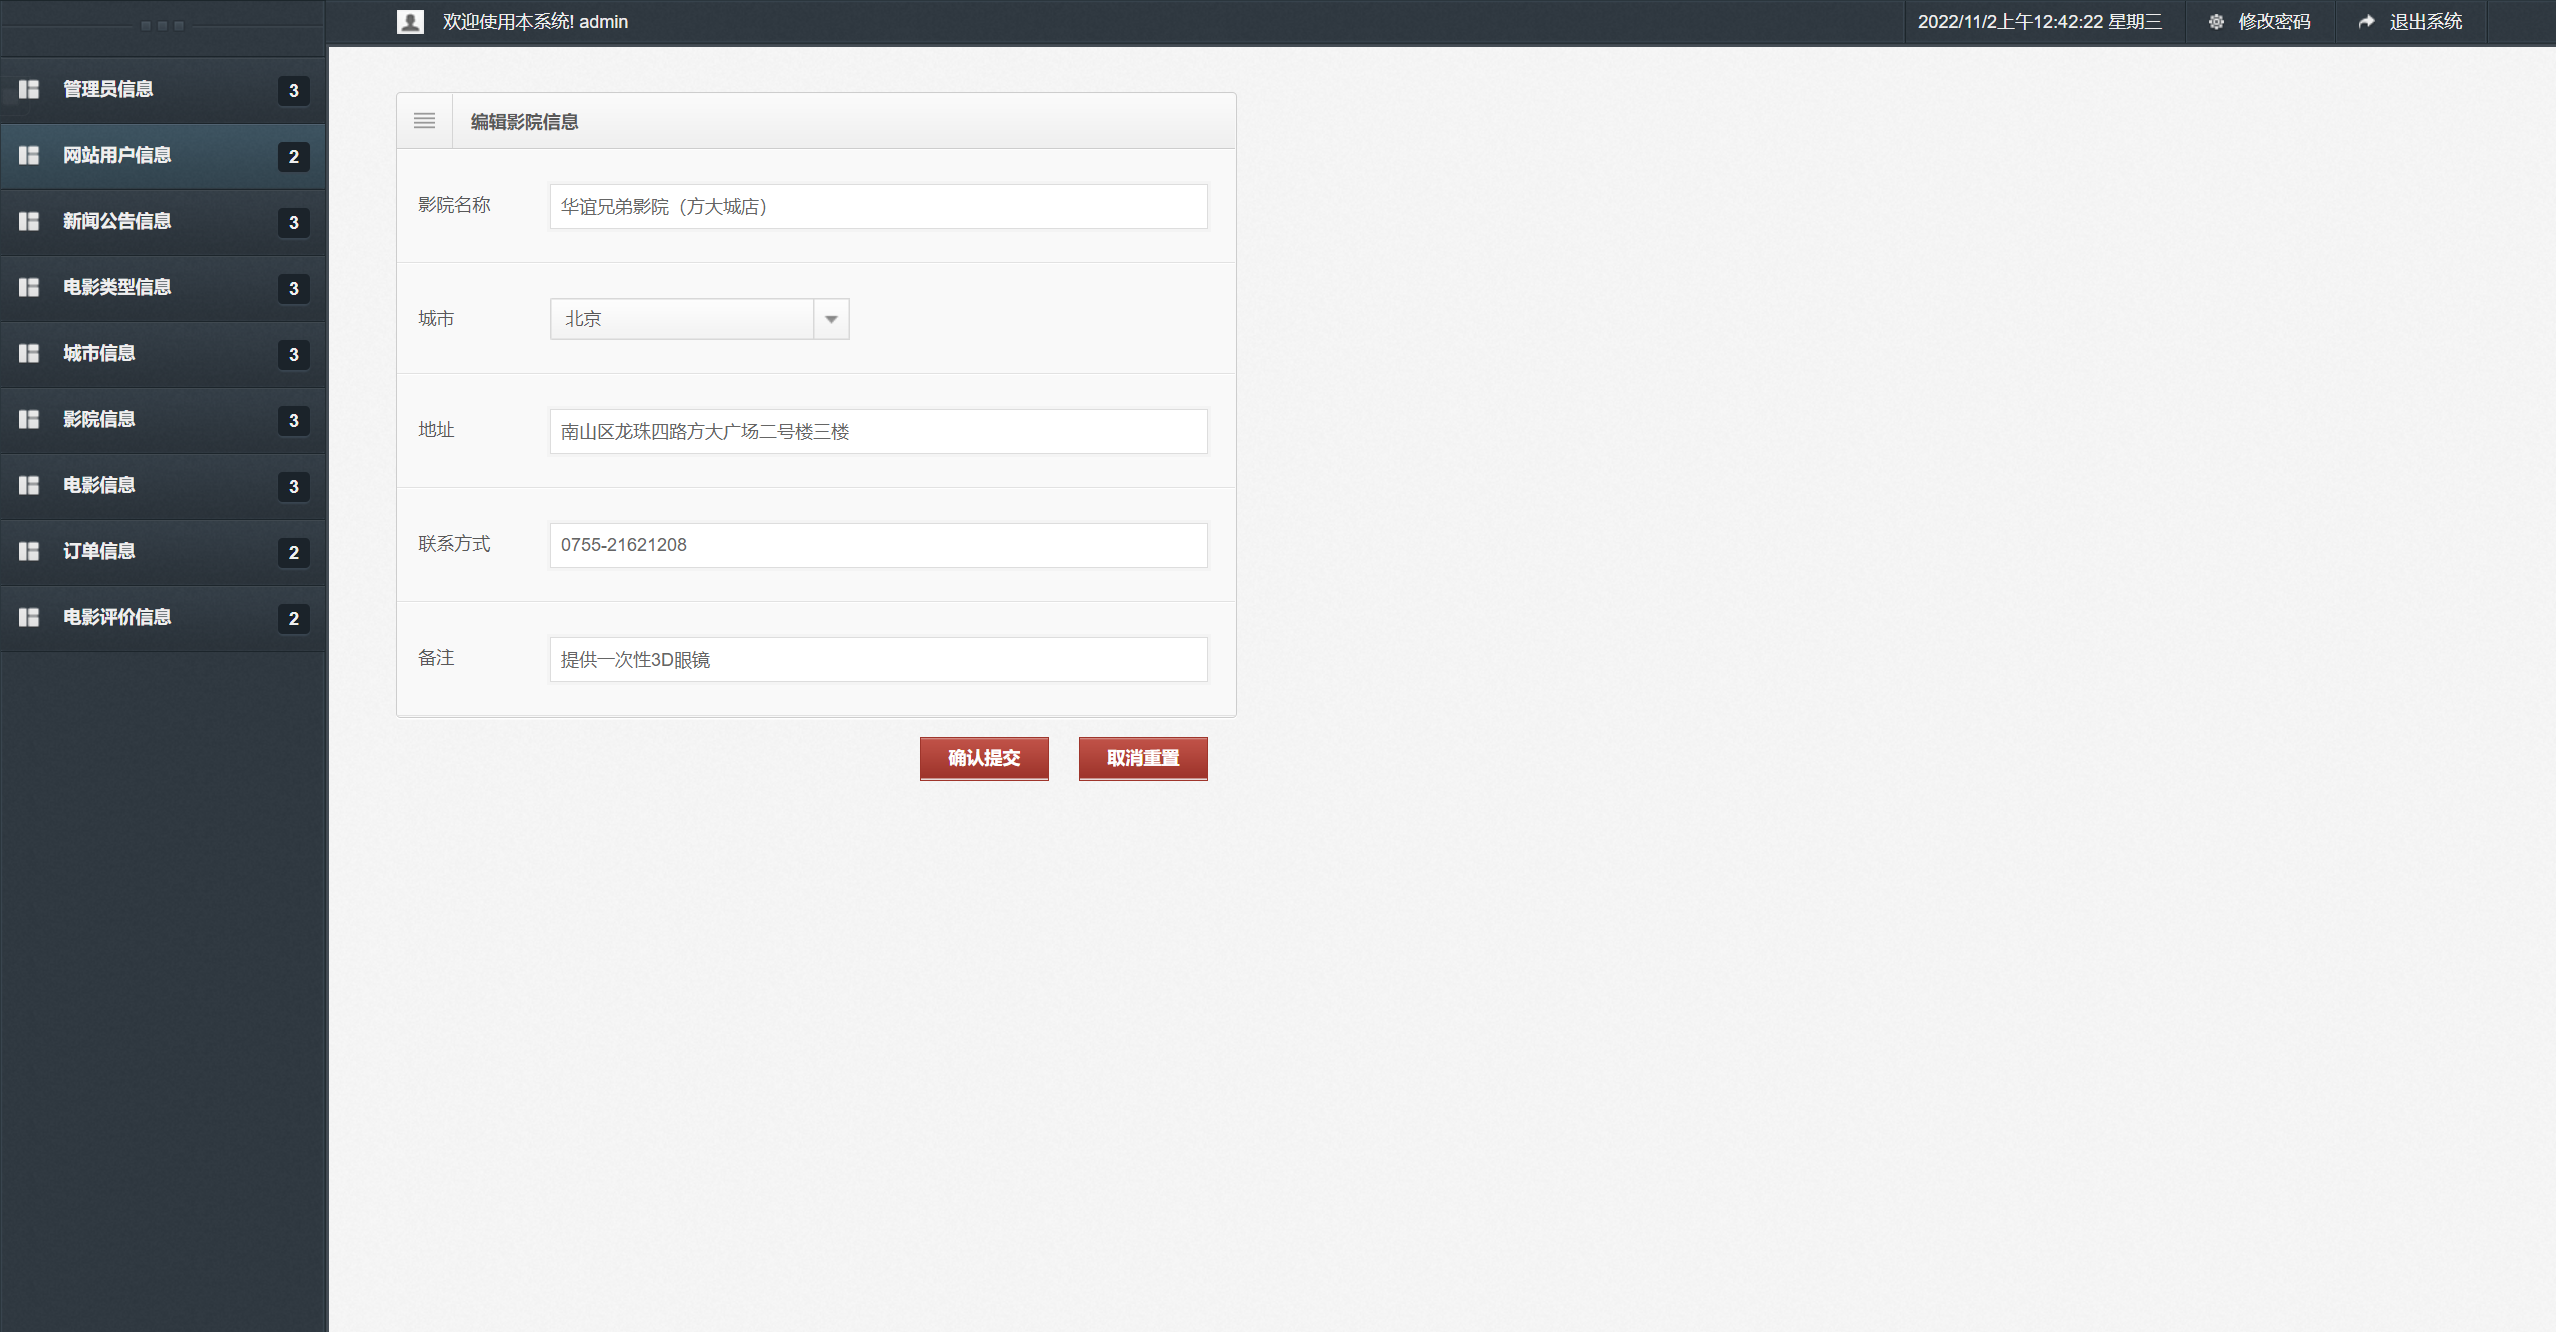 欢迎使用本系统! admin
2022/11/2上午12:42:22 星期三
修改密码
退出系统
管理员信息 3
网站用户信息 2
新闻公告信息 3
电影类型信息 3
城市信息 3
影院信息 3
电影信息 3
订单信息 2
电影评价信息 2
编辑影院信息
影院名称 华谊兄弟影院（方大城店）
城市 北京
地址 南山区龙珠四路方大广场二号楼三楼
联系方式 0755-21621208
备注 提供一次性3D眼镜
确认提交 取消重置